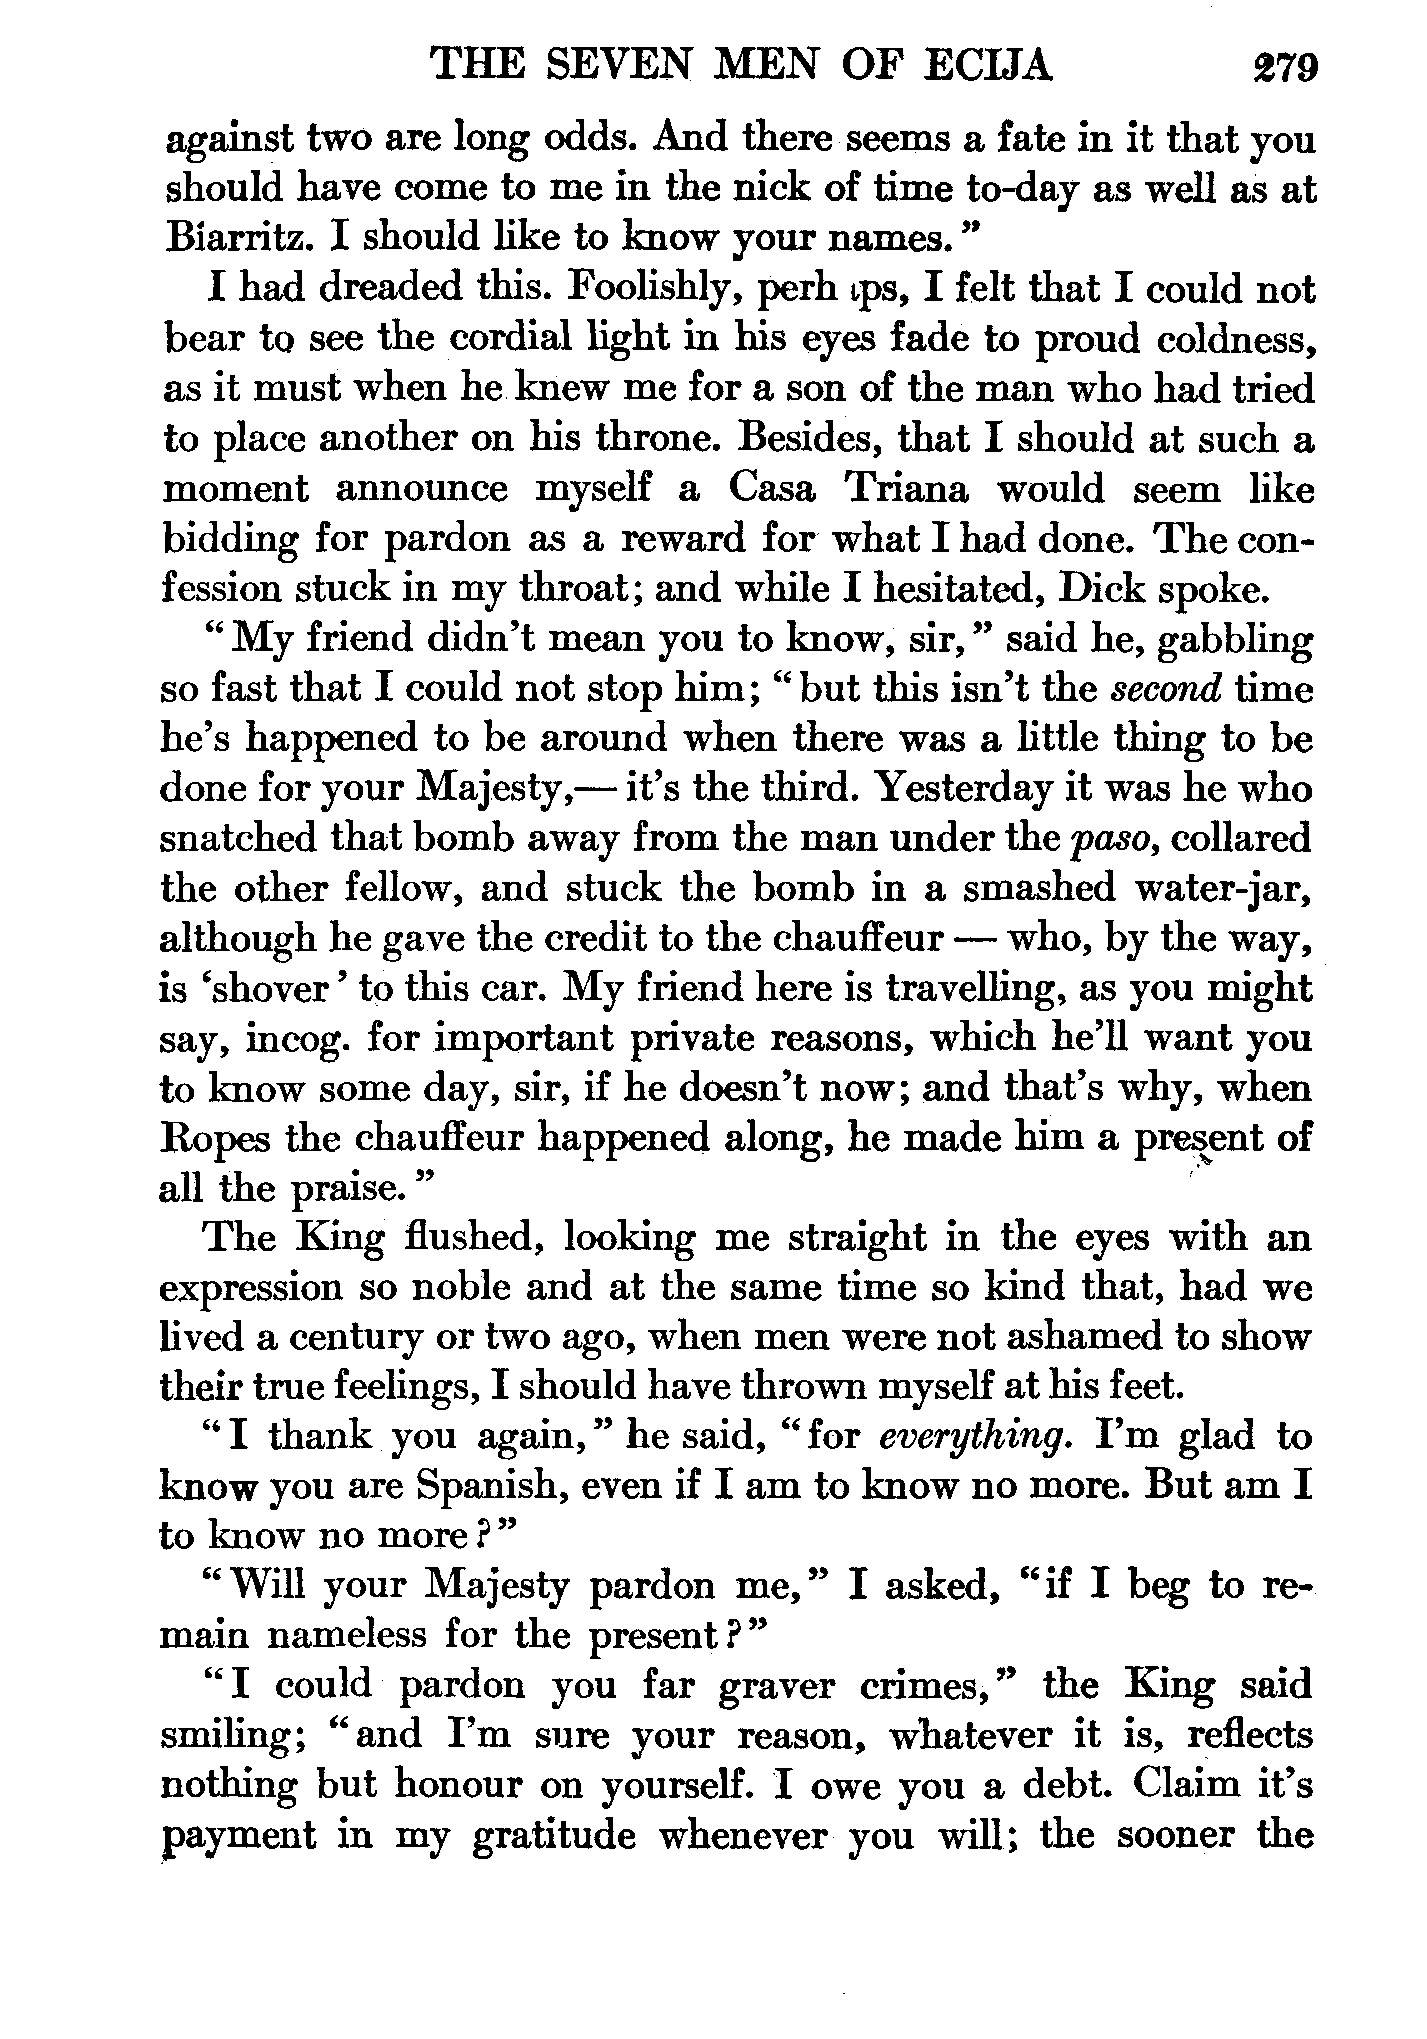 THE SEVEN MEN OF ECIJA 279
against two are long odds. And there seems a fate in it that you
should have come to me in the nick of time to-day as well as at
Biarritz. I should like to know your names."
I had dreaded this. Foolishly, perh ps, I felt that I could not
bear to see the cordial light in his eyes fade to proud coldness,
as it must when he knew me for a son of the man who had tried
to place another on his throne. Besides, that I should at such a
moment announce myself a Casa Triana would seem like
bidding for pardon as a reward for what I had done. The con-
fession stuck in my throat; and while I hesitated, Dick spoke.
"My friend didn't mean you to know, sir," said he, gabbling
so fast that I could not stop him; "but this isn't the second time
he's happened to be around when there was a little thing to be
done for your Majesty,— it's the third. Yesterday it was he who
snatched that bomb away from the man under the paso, collared
the other fellow, and stuck the bomb in a smashed water-jar,
although he gave the credit to the chauffeur — who, by the way,
is 'shover' to this car. My friend here is travelling, as you might
say, incog. for important private reasons, which he'll want you
to know some day, sir, if he doesn't now; and that's why, when
Ropes the chauffeur happened along, he made him a present of
all the praise."
The King flushed, looking me straight in the eyes with an
expression so noble and at the same time so kind that, had we
lived a century or two ago, when men were not ashamed to show
their true feelings, I should have thrown myself at his feet.
"I thank you again," he said, "for everything. I'm glad to
know you are Spanish, even if I am to know no more. But am I
to know no more?"
"Will your Majesty pardon me," I asked, "if I beg to re-
main nameless for the present?"
"I could pardon you far graver crimes," the King said
smiling; "and I'm sure your reason, whatever it is, reflects
nothing but honour on yourself. I owe you a debt. Claim it's
payment in my gratitude whenever you will; the sooner the